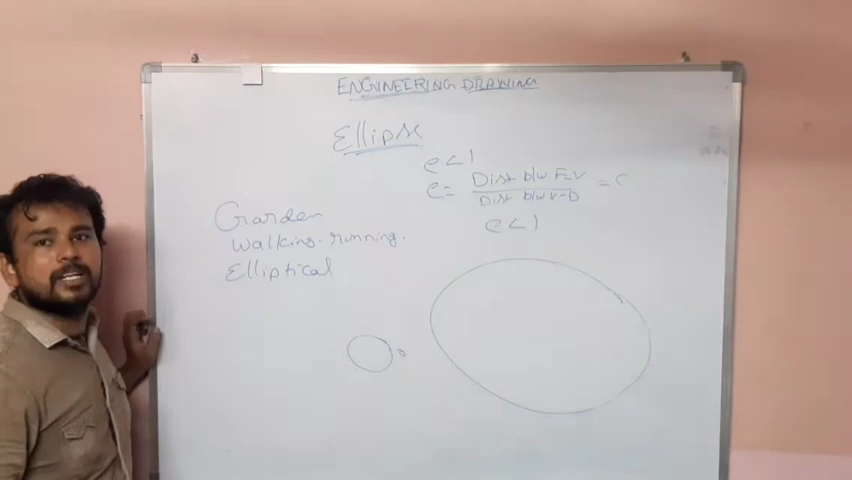 ENGINEERING DRAWING
Ellipse
e < 1
e = Dist b/w F-V / Dist b/w V-D = C
e < 1
Garden
Walking-running.
Elliptical